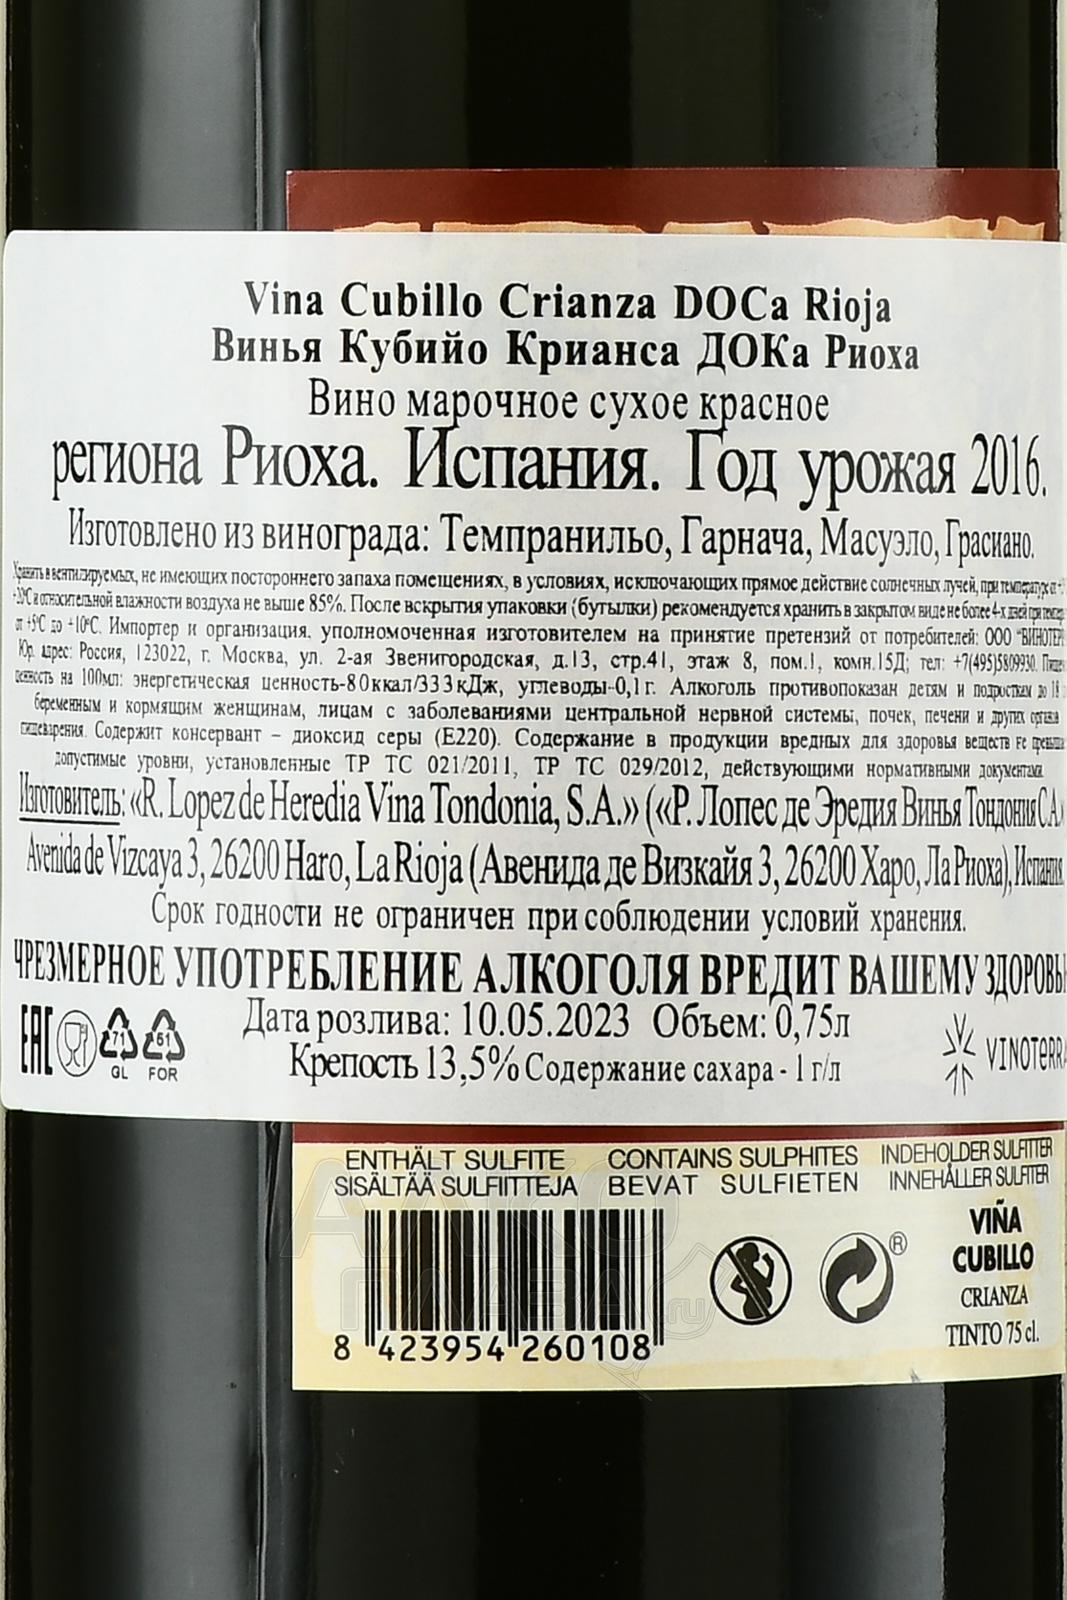 Vina Cubillo Crianza DOCa Rioja
Винья Кубийо Крианса ДОКа Риоха
Вино марочное сухое красное
региона Риоха. Испания. Год урожая 2016.
Изготовлено из винограда: Темпранильо, Гарнача, Масуэло, Грасиано.
Хранить в вентилируемых, не имеющих постороннего запаха помещениях, в условиях, исключающих прямое действие солнечных лучей, при температуре от
+20°С и относительной влажности воздуха не выше 85%. После вскрытия упаковки (бутылки) рекомендуется хранить в закрытом виде не более 4-х дней при
от +5°С до +10°С. Импортер и организация, уполномоченная изготовителем на принятие претензий от потребителей: ООО
Юр. адрес: Россия, 123022, г. Москва, ул. 2-ая Звенигородская, д.13, стр.41, этаж 8, пом.1, комн.15Д; тел: +7(495)5809930.
ценность на 100мл: энергетическая ценность-80ккал/333кДж, углеводы-0,1г. Алкоголь противопоказан детям и подросткам до 18
беременным и кормящим женщинам, лицам с заболеваниями центральной нервной системы, почек, печени и других
пищеварения. Содержит консервант – диоксид серы (Е220). Содержание в продукции вредных для здоровья веществ не
допустимые уровни, установленные ТР ТС 021/2011, ТР ТС 029/2012, действующими нормативными документами.
Изготовитель: «R. Lopez de Heredia Vina Tondonia, S.A.» («Р. Лопес де Эредия Винья Тондония С.А.»
Avenida de Vizcaya 3, 26200 Haro, La Rioja (Авенида де Визкайя 3, 26200 Харо, Ла Риоха), Испания.
Срок годности не ограничен при соблюдении условий хранения.
ЧРЕЗМЕРНОЕ УПОТРЕБЛЕНИЕ АЛКОГОЛЯ ВРЕДИТ ВАШЕМУ ЗДОРОВЬ
EAC 71 GL 61 FOR
Дата розлива: 10.05.2023 Объем: 0,75л
Крепость 13,5% Содержание сахара - 1 г/л
VINOTERRA
ENTHÄLT SULFITE CONTAINS SULPHITES INDEHOLDER SULFITTER
SISÄLTÄÄ SULFIITTEJA BEVAT SULFIETEN INNEHÅLLER SULFITER
VIÑA
CUBILLO
CRIANZA
TINTO 75 cl.
8 423954 260108
АЛКО
ПЛАЗА.ru